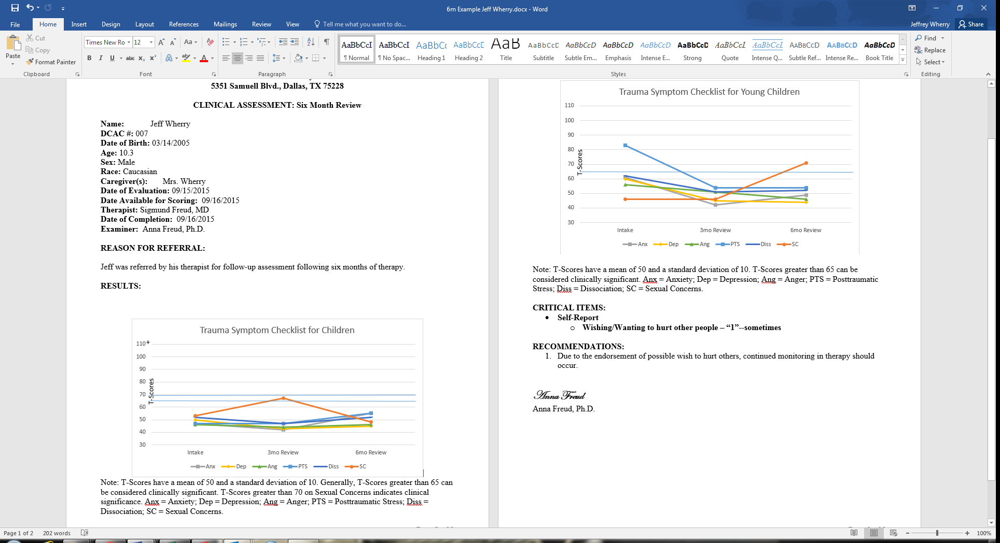 6m Example Jeff Wherry.docx - Word
File Home Insert Design Layout References Mailings Review View Tell me what you want to do... Jeffrey Wherry Share
Paste
Cut
Copy
Format Painter
Clipboard
Times New Ro 12
Aa
B I U abc x₂ x² A ab A
Font
Paragraph
AaBbCcI AaBbCcI AaBbCc AaBbCcC AaB AaBbCcD AaBbCcD AaBbCcD AaBbCcD AaBbCcD AaBbCcI AaBbCcI AaBbCcD AaBbCcD AaBbCcD
¶ Normal ¶ No Spac... Heading 1 Heading 2 Title Subtitle Subtle Em... Emphasis Intense E... Strong Quote Intense Q... Subtle Ref... Intense Re... Book Title
Styles
Find
Replace
Select
Editing
5351 Samuell Blvd., Dallas, TX 75228
CLINICAL ASSESSMENT: Six Month Review
Name: Jeff Wherry
DCAC #: 007
Date of Birth: 03/14/2005
Age: 10.3
Sex: Male
Race: Caucasian
Caregiver(s): Mrs. Wherry
Date of Evaluation: 09/15/2015
Date Available for Scoring: 09/16/2015
Therapist: Sigmund Freud, MD
Date of Completion: 09/16/2015
Examiner: Anna Freud, Ph.D.
REASON FOR REFERRAL:
Jeff was referred by his therapist for follow-up assessment following six months of therapy.
RESULTS:
Trauma Symptom Checklist for Children
110+
100
90
80
70
60
50
40
30
T-Scores
Intake 3mo Review 6mo Review
Anx Dep Ang PTS Diss SC
Note: T-Scores have a mean of 50 and a standard deviation of 10. Generally, T-Scores greater than 65 can
be considered clinically significant. T-Scores greater than 70 on Sexual Concerns indicates clinical
significance. Anx = Anxiety; Dep = Depression; Ang = Anger; PTS = Posttraumatic Stress; Diss =
Dissociation; SC = Sexual Concerns.
Trauma Symptom Checklist for Young Children
110
100
90
80
70
60
50
40
30
T-Scores
Intake 3mo Review 6mo Review
Anx Dep Ang PTS Diss SC
Note: T-Scores have a mean of 50 and a standard deviation of 10. T-Scores greater than 65 can be
considered clinically significant. Anx = Anxiety; Dep = Depression; Ang = Anger; PTS = Posttraumatic
Stress; Diss = Dissociation; SC = Sexual Concerns.
CRITICAL ITEMS:
• Self-Report
o Wishing/Wanting to hurt other people – “1”--sometimes
RECOMMENDATIONS:
1. Due to the endorsement of possible wish to hurt others, continued monitoring in therapy should
occur.
Anna Freud
Anna Freud, Ph.D.
Page 1 of 2 202 words 100%